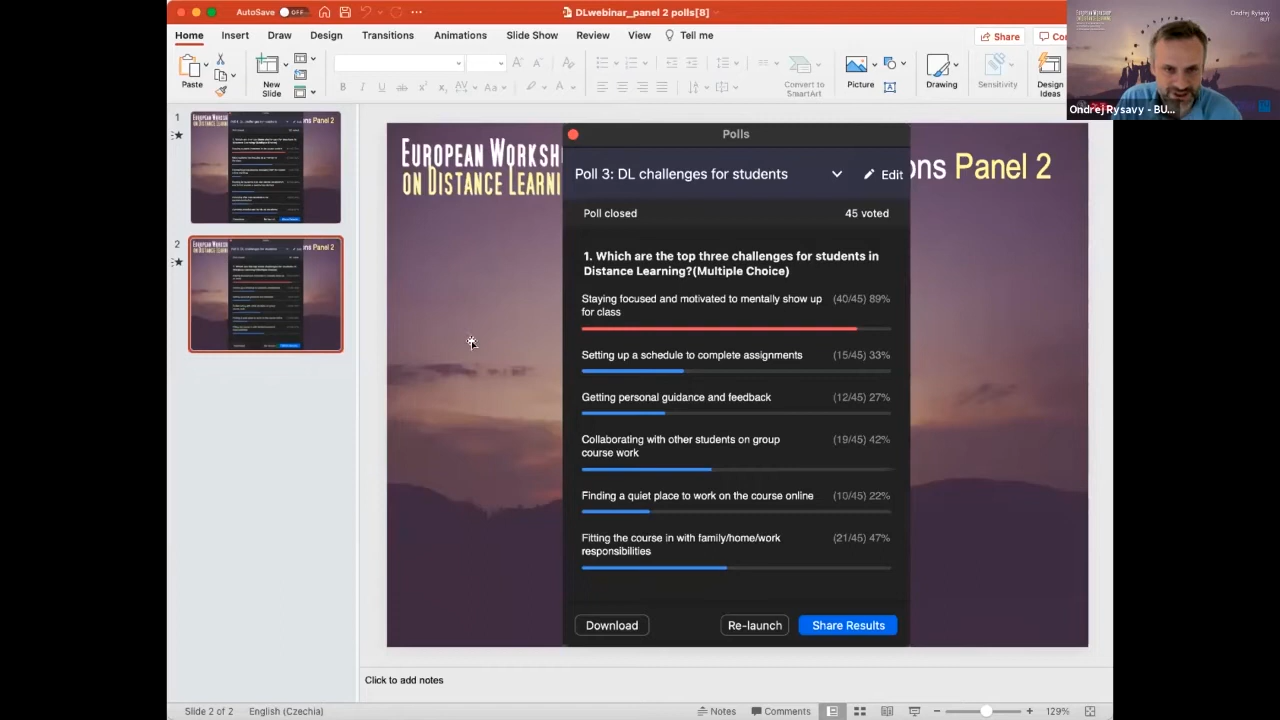 AutoSave OFF
DLwebinar_panel 2 polls[8]
Home Insert Draw Design Transitions Animations Slide Show Review View Tell me
Share
Paste
New
Slide
Convert to
SmartArt
Picture
Drawing
Sensitivity
Design
Ideas
Ondrej Rysavy
BUT
Ondrej Rysavy - BU...
1
2
EUROPEAN
ON DISTANCE
Panel 2
Polls
Poll 3: DL challenges for students
Edit
Poll closed
45 voted
1. Which are the top three challenges for students in
Distance Learning?(Multiple Choice)
Staying focused and motivated to mentally show up
for class
(40/45) 89%
Setting up a schedule to complete assignments
(15/45) 33%
Getting personal guidance and feedback
(12/45) 27%
Collaborating with other students on group
course work
(19/45) 42%
Finding a quiet place to work on the course online
(10/45) 22%
Fitting the course in with family/home/work
responsibilities
(21/45) 47%
Download
Re-launch
Share Results
Click to add notes
Slide 2 of 2
English (Czechia)
Notes
Comments
129%